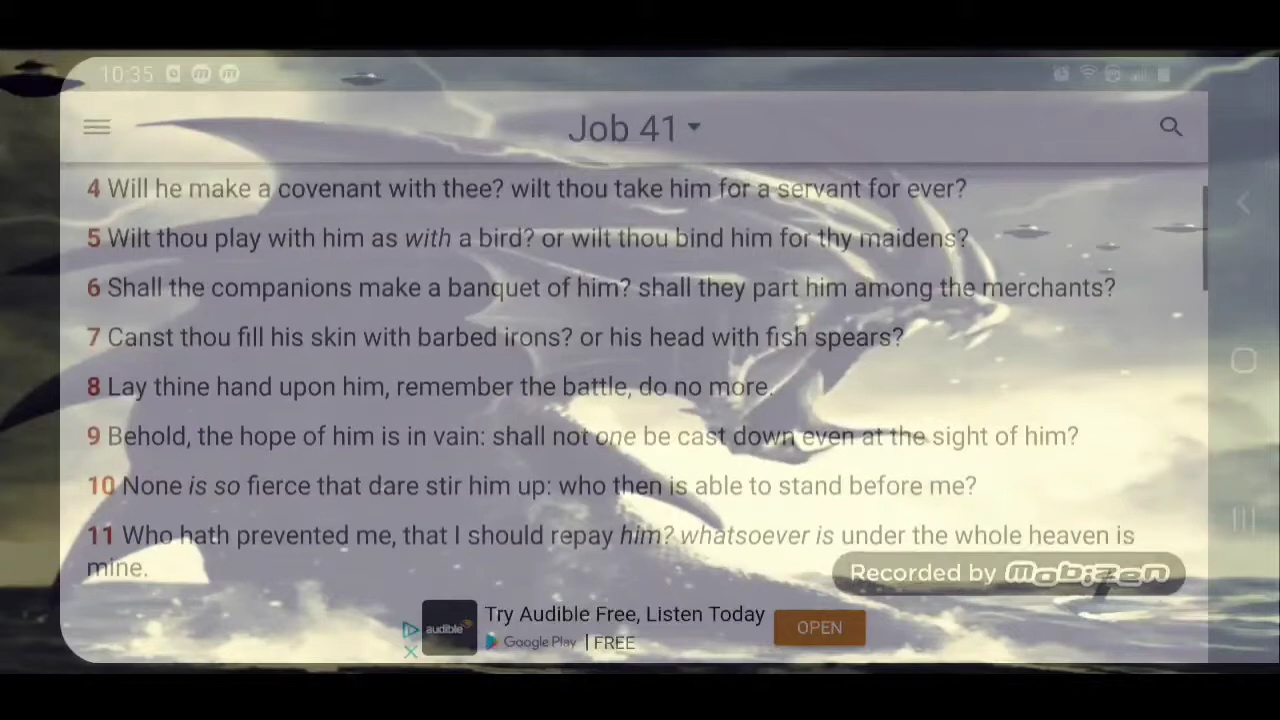 10:35
Job 41
4 Will he make a covenant with thee? wilt thou take him for a servant for ever?
5 Wilt thou play with him as with a bird? or wilt thou bind him for thy maidens?
6 Shall the companions make a banquet of him? shall they part him among the merchants?
7 Canst thou fill his skin with barbed irons? or his head with fish spears?
8 Lay thine hand upon him, remember the battle, do no more.
9 Behold, the hope of him is in vain: shall not one be cast down even at the sight of him?
10 None is so fierce that dare stir him up: who then is able to stand before me?
11 Who hath prevented me, that I should repay him? whatsoever is under the whole heaven is
mine.
Recorded by mobizen
audible
Try Audible Free, Listen Today
Google Play | FREE
OPEN